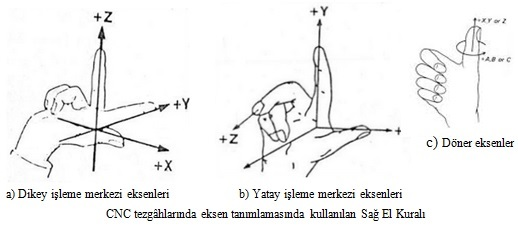 +Z
+Y
+X
+Y
+Z
+
+X,Y or Z
+A,B or C
c) Döner eksenler
a) Dikey işleme merkezi eksenleri
b) Yatay işleme merkezi eksenleri
CNC tezgâhlarında eksen tanımlamasında kullanılan Sağ El Kuralı